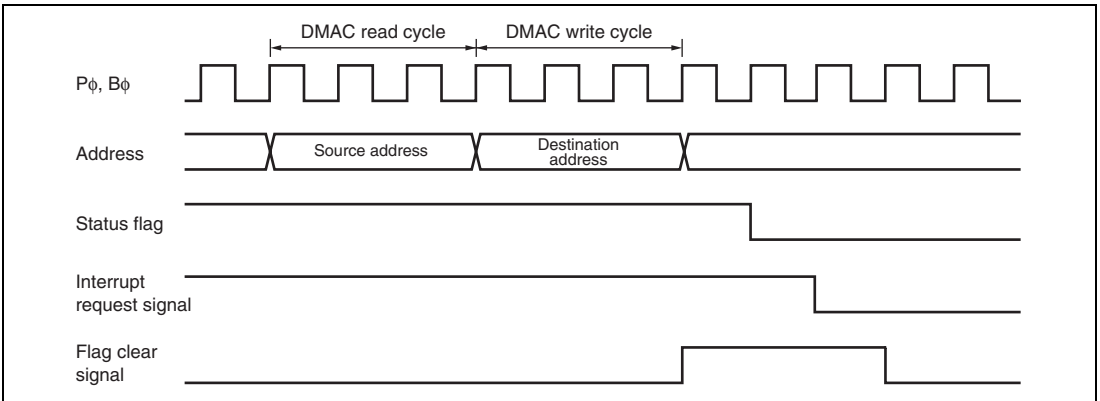 DMAC read cycle DMAC write cycle
Pϕ, Bϕ
Address
Source address
Destination
address
Status flag
Interrupt
request signal
Flag clear
signal